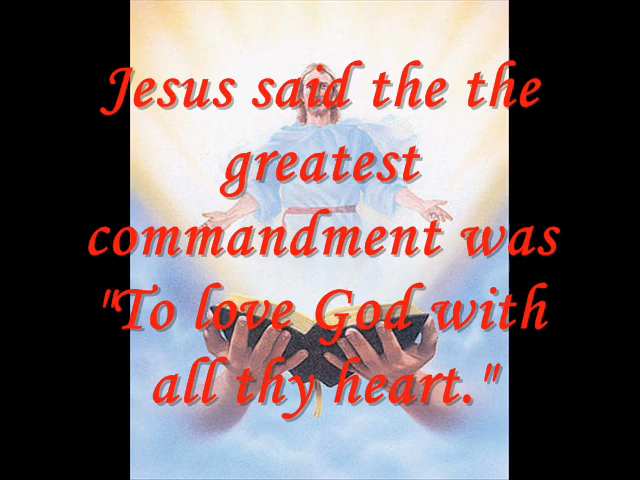 Jesus said the the
greatest
commandment was
"To love God with
all thy heart."